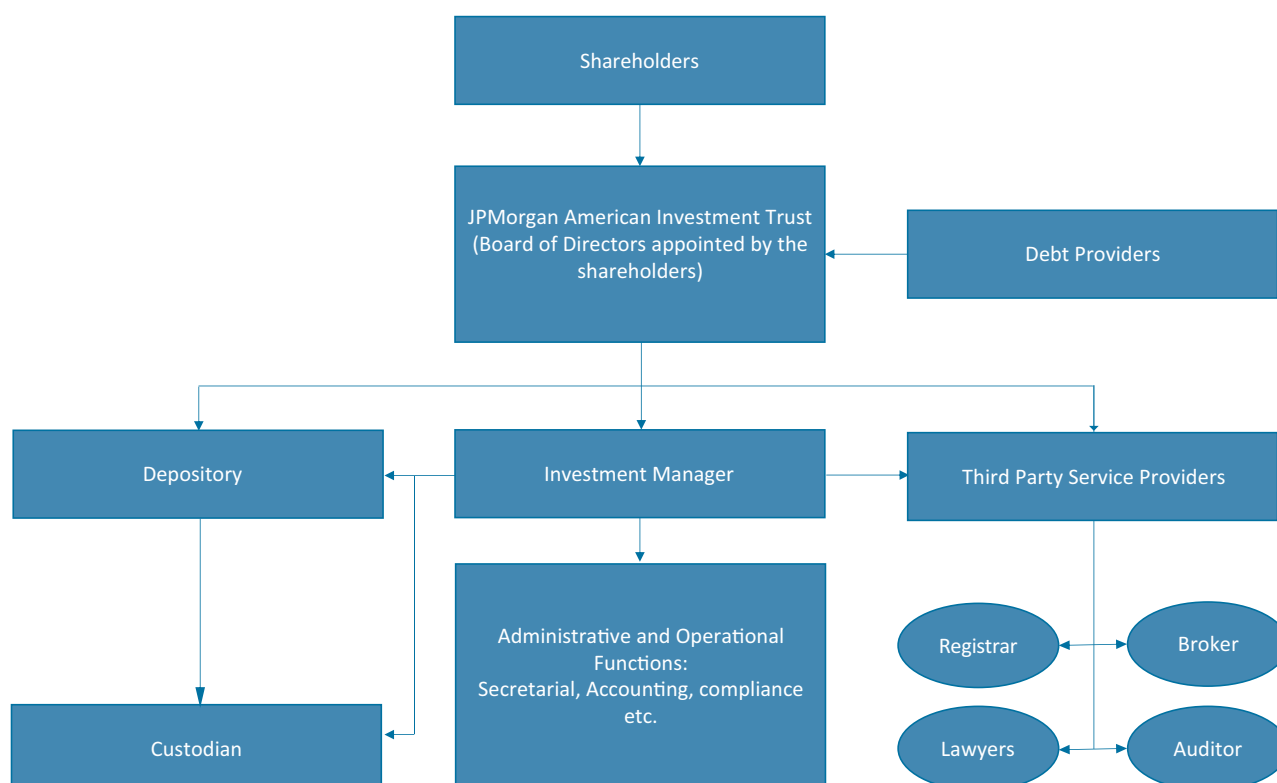 Shareholders
JPMorgan American Investment Trust
(Board of Directors appointed by the
shareholders)
Debt Providers
Depository
Investment Manager
Third Party Service Providers
Administrative and Operational
Functions:
Secretarial, Accounting, compliance
etc.
Registrar
Broker
Custodian
Lawyers
Auditor